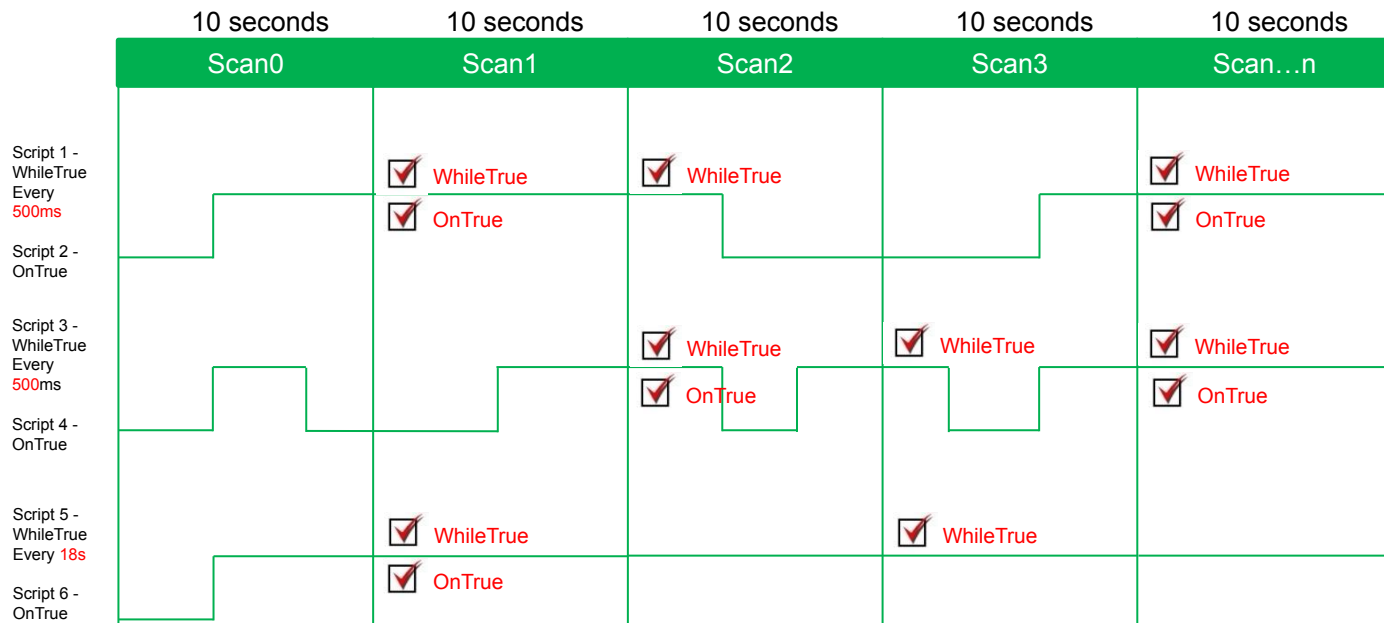 10 seconds 10 seconds 10 seconds 10 seconds 10 seconds
Scan0 Scan1 Scan2 Scan3 Scan…n
Script 1 -
WhileTrue
Every
500ms
WhileTrue WhileTrue WhileTrue
OnTrue OnTrue
Script 2 -
OnTrue
Script 3 -
WhileTrue
Every
500ms
WhileTrue WhileTrue WhileTrue
OnTrue OnTrue
Script 4 -
OnTrue
Script 5 -
WhileTrue
Every 18s
WhileTrue WhileTrue
OnTrue
Script 6 -
OnTrue